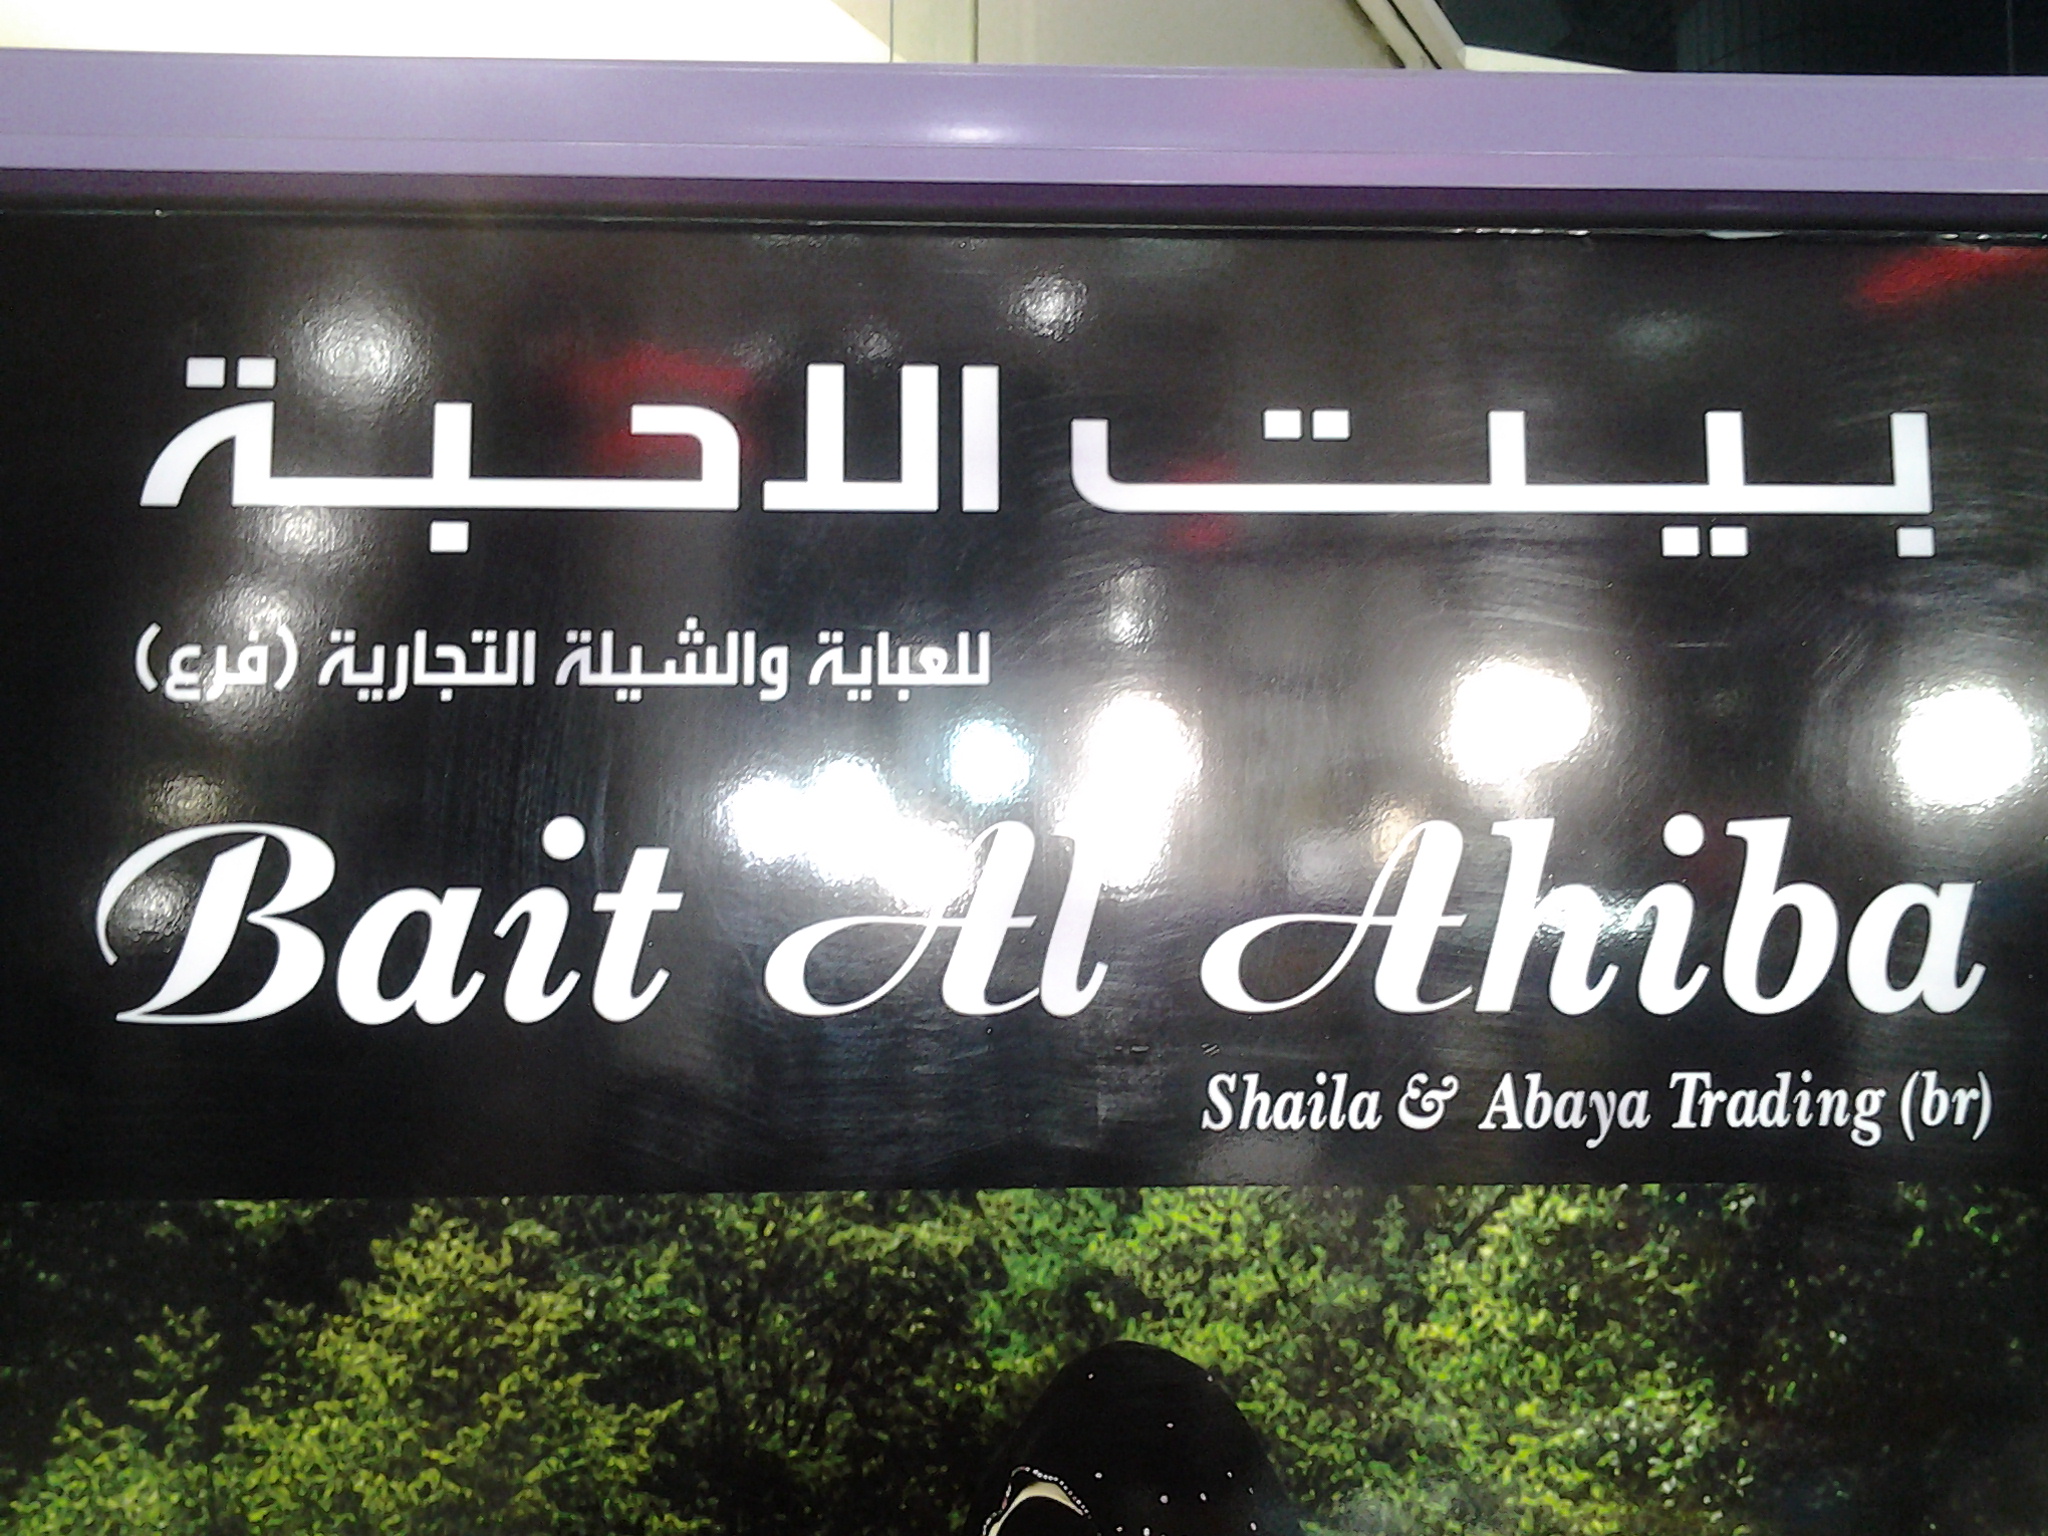 بيت الاحبة
للعباية والشيلة التجارية (فرع)
Bait Al Ahiba
Shaila & Abaya Trading (br)